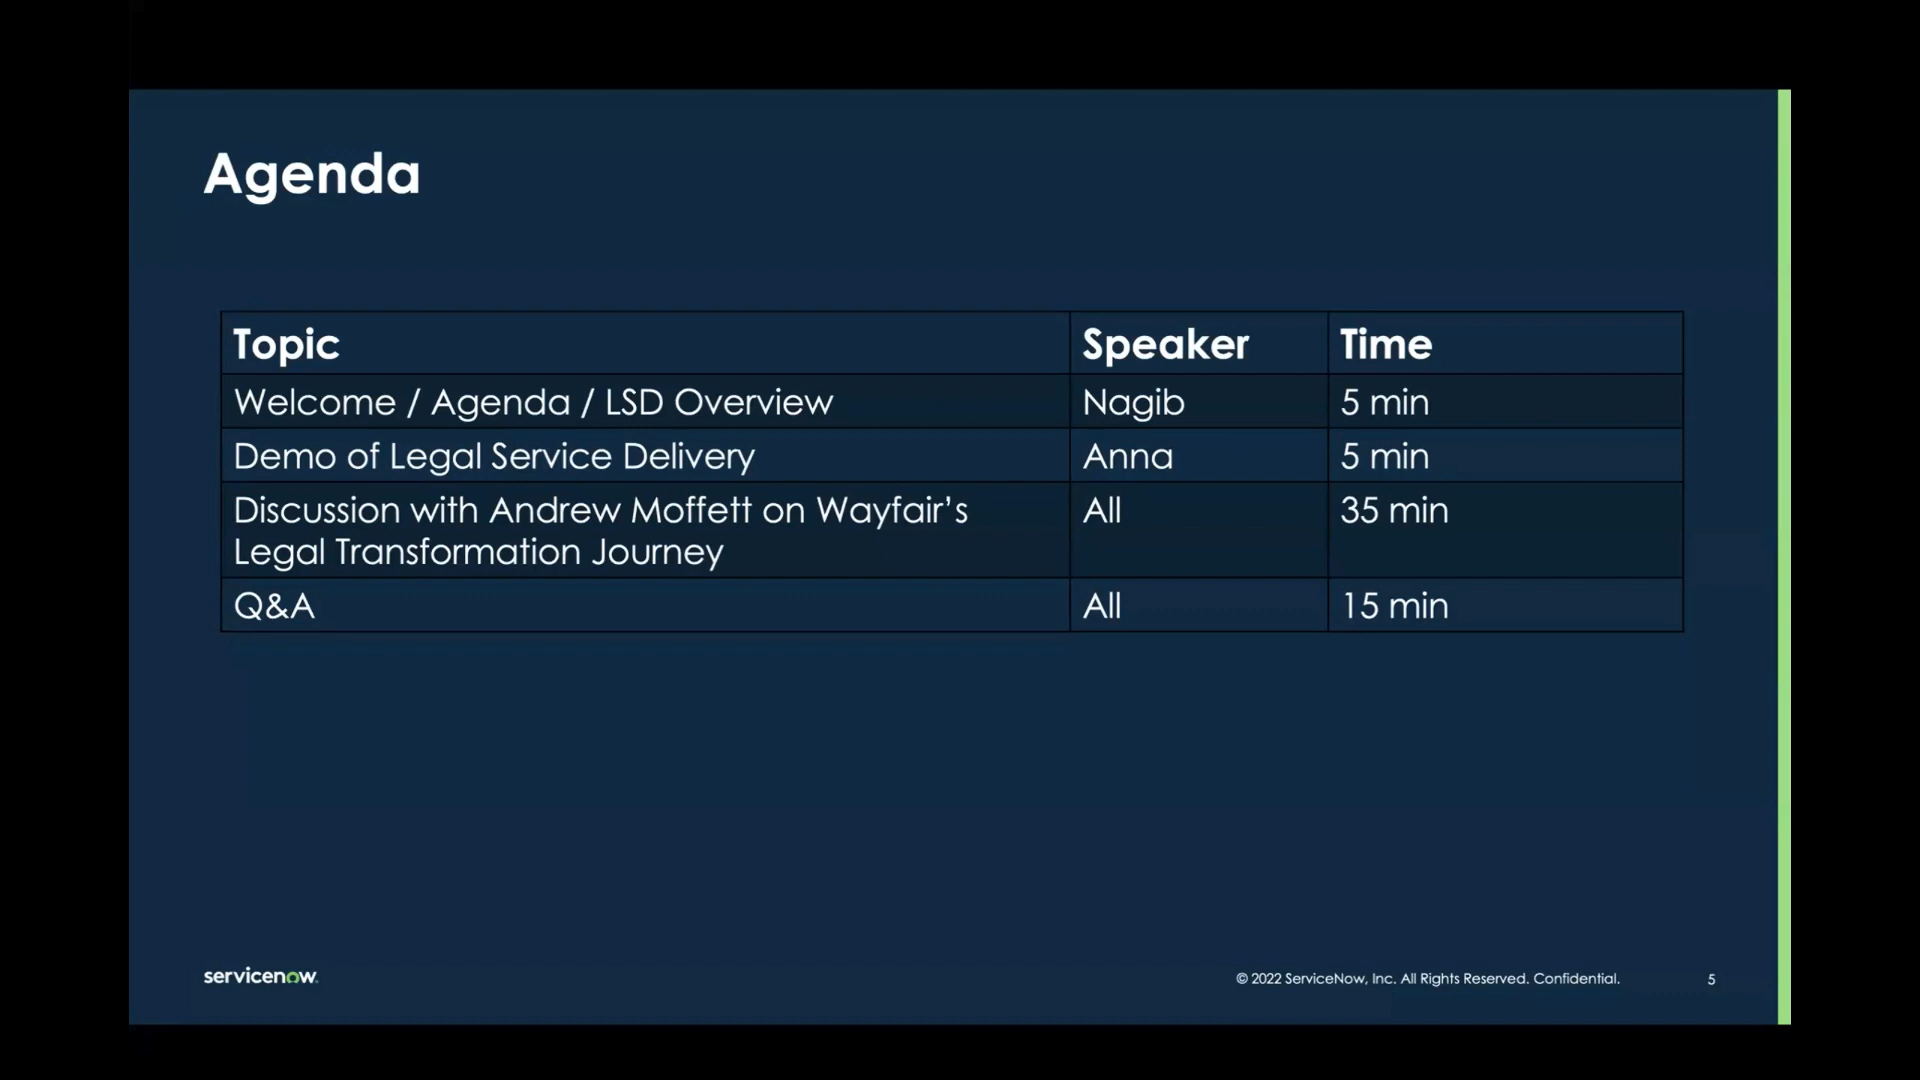 Agenda
Topic Speaker Time
Welcome / Agenda / LSD Overview Nagib 5 min
Demo of Legal Service Delivery Anna 5 min
Discussion with Andrew Moffett on Wayfair’s All 35 min
Legal Transformation Journey
Q&A All 15 min
servicenow
© 2022 ServiceNow, Inc. All Rights Reserved. Confidential. 5